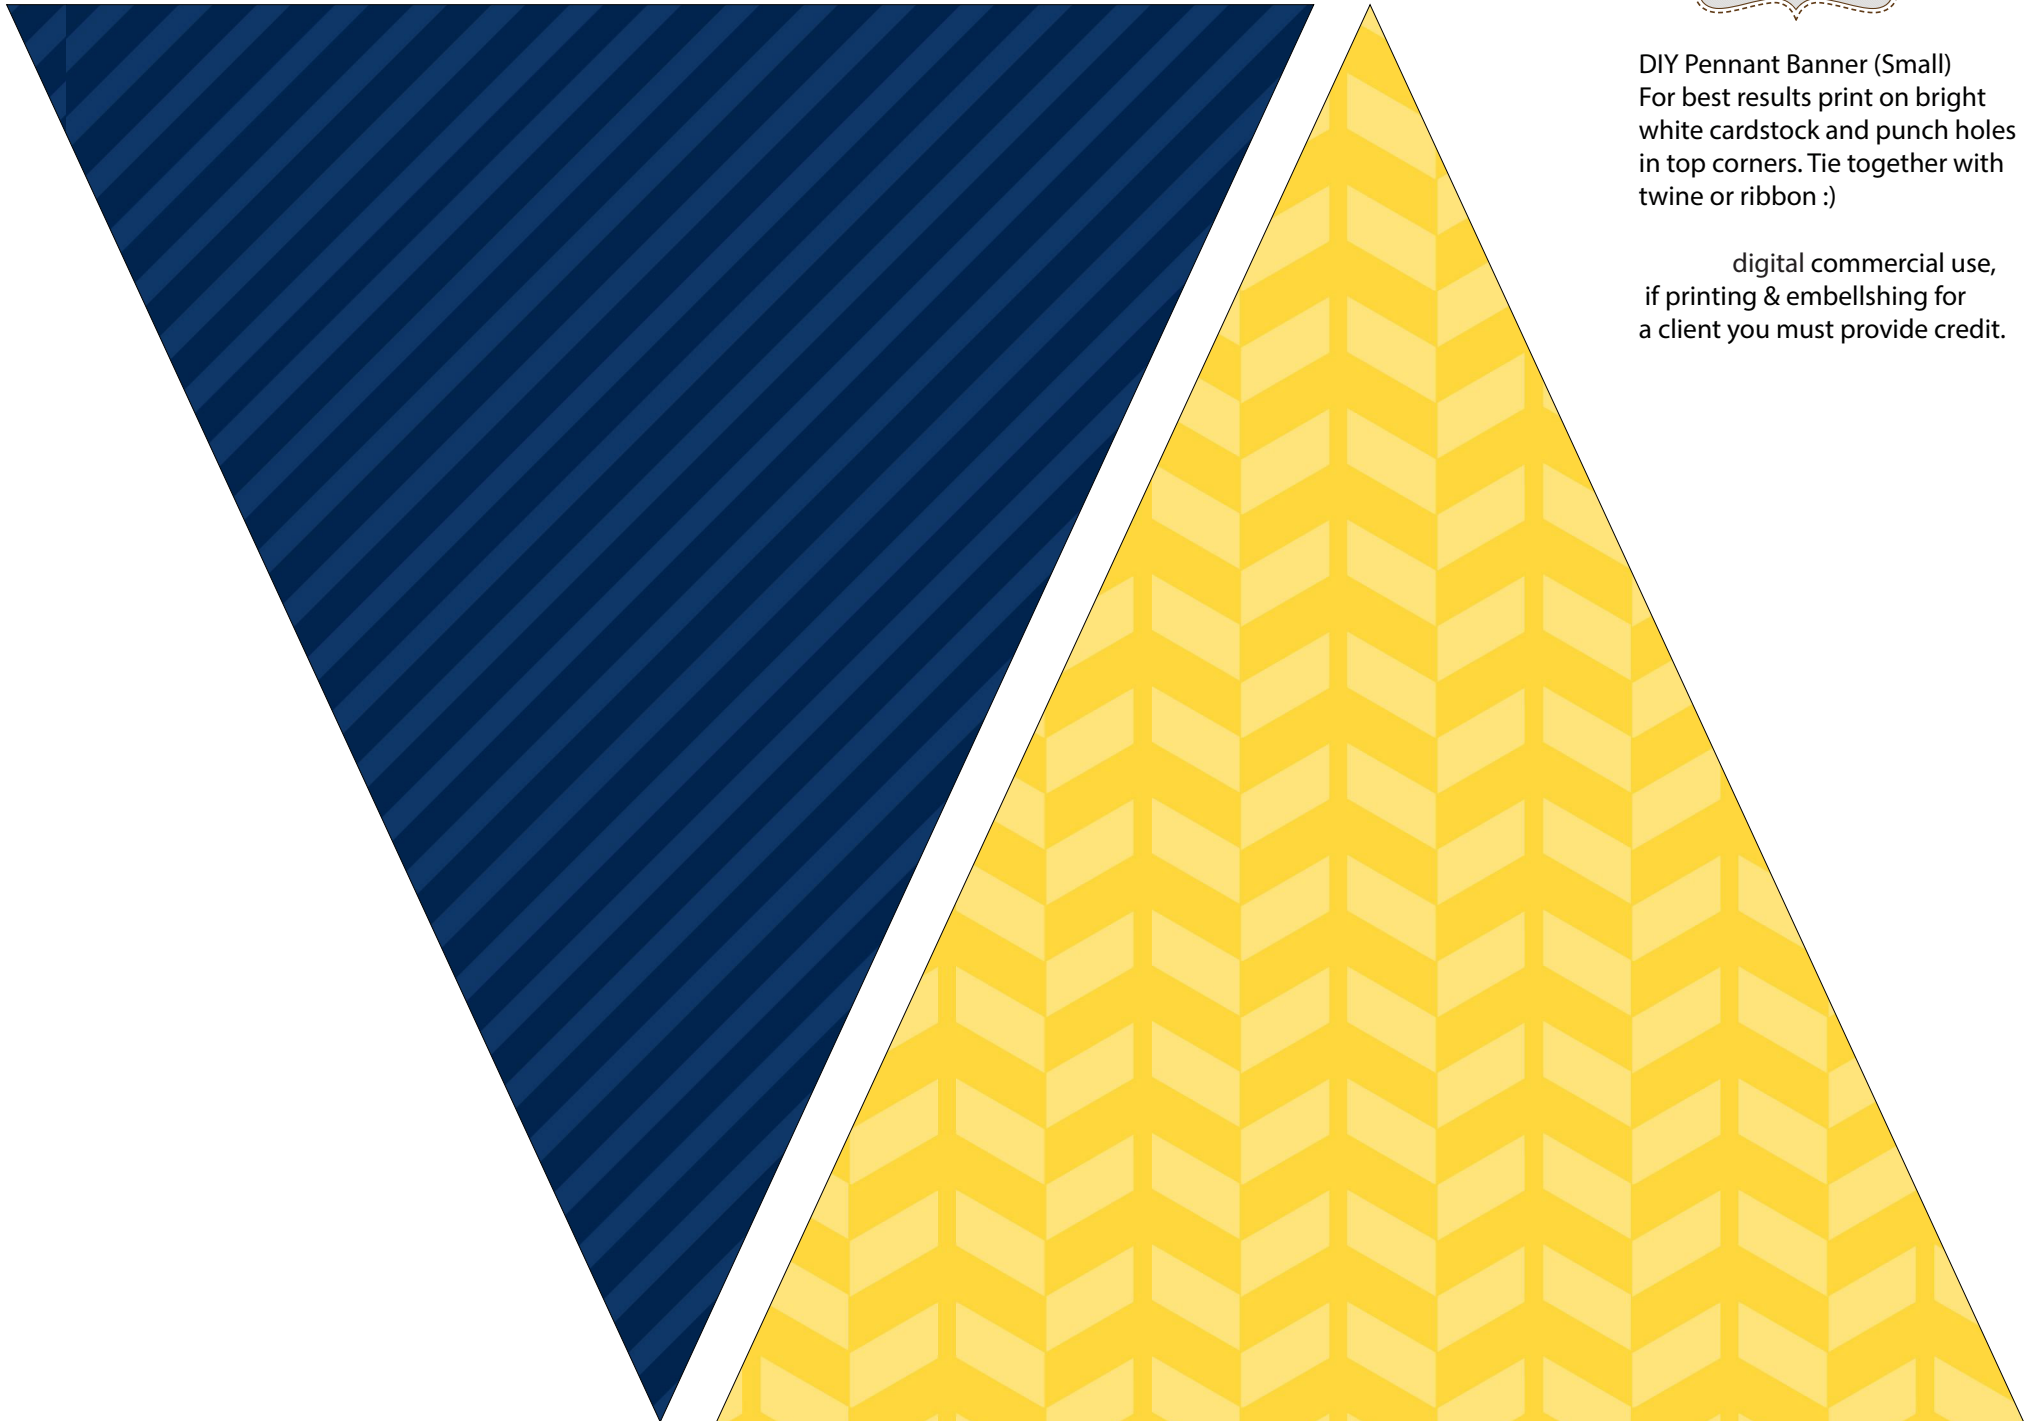 DIY Pennant Banner (Small)
For best results print on bright
white cardstock and punch holes
in top corners. Tie together with
twine or ribbon :)
digital commercial use,
if printing & embellshing for
a client you must provide credit.